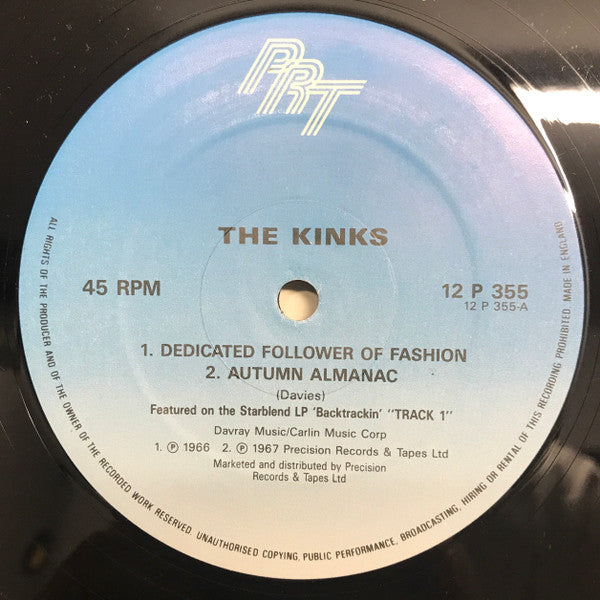 PRT
THE KINKS
45 RPM
12 P 355
12 P 355-A
1. DEDICATED FOLLOWER OF FASHION
2. AUTUMN ALMANAC
(Davies)
Featured on the Starblend LP 'Backtrackin' ''TRACK 1''
Davray Music/Carlin Music Corp
1. ℗ 1966 2. ℗ 1967 Precision Records & Tapes Ltd
Marketed and distributed by Precision
Records & Tapes Ltd
ALL RIGHTS OF THE PRODUCER AND OF THE OWNER OF THE RECORDED WORK RESERVED. UNAUTHORISED COPYING, PUBLIC PERFORMANCE, BROADCASTING, HIRING OR RENTAL OF THIS RECORDING PROHIBITED. MADE IN ENGLAND